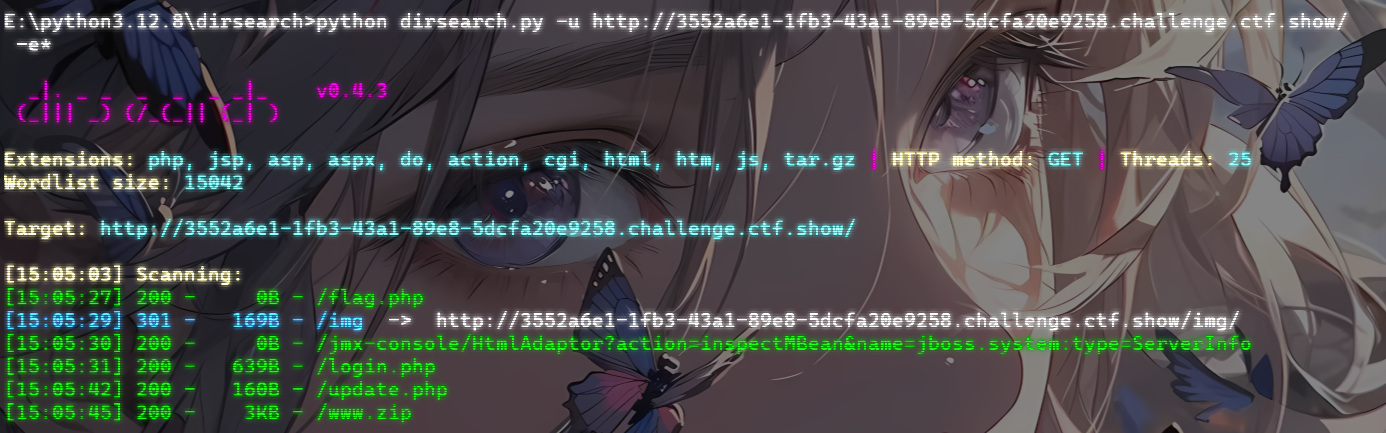 E:\python3.12.8\dirsearch>python dirsearch.py -u http://3552a6e1-1fb3-43a1-89e8-5dcfa20e9258.challenge.ctf.show/
-e*
dirsearch v0.4.3
Extensions: php, jsp, asp, aspx, do, action, cgi, html, htm, js, tar.gz | HTTP method: GET | Threads: 25
Wordlist size: 15042
Target: http://3552a6e1-1fb3-43a1-89e8-5dcfa20e9258.challenge.ctf.show/
[15:05:03] Scanning:
[15:05:27] 200 - 0B - /flag.php
[15:05:29] 301 - 169B - /img -> http://3552a6e1-1fb3-43a1-89e8-5dcfa20e9258.challenge.ctf.show/img/
[15:05:30] 200 - 0B - /jmx-console/HtmlAdaptor?action=inspectMBean&name=jboss.system:type=ServerInfo
[15:05:31] 200 - 639B - /login.php
[15:05:42] 200 - 160B - /update.php
[15:05:45] 200 - 3KB - /www.zip